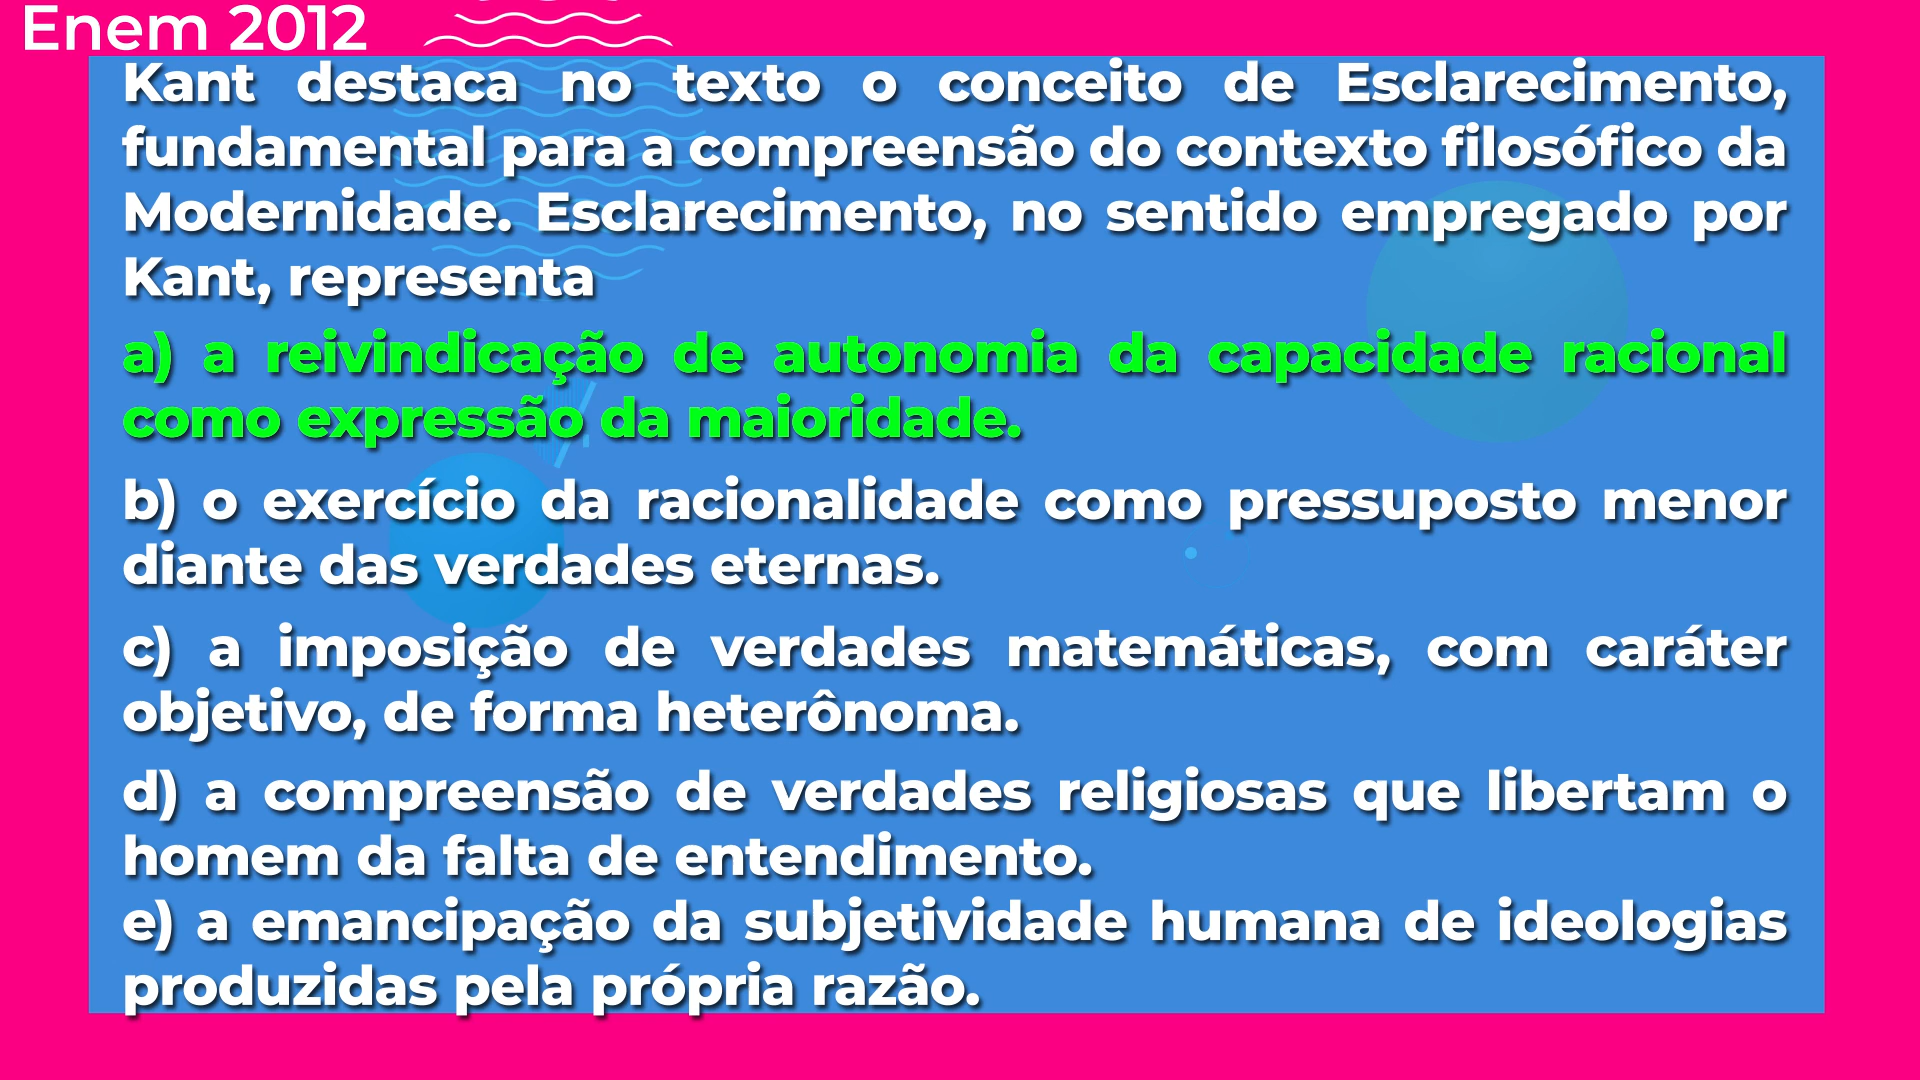 Enem 2012
Kant destaca no texto o conceito de Esclarecimento,
fundamental para a compreensão do contexto filosófico da
Modernidade. Esclarecimento, no sentido empregado por
Kant, representa
a) a reivindicação de autonomia da capacidade racional
como expressão da maioridade.
b) o exercício da racionalidade como pressuposto menor
diante das verdades eternas.
c) a imposição de verdades matemáticas, com caráter
objetivo, de forma heterônoma.
d) a compreensão de verdades religiosas que libertam o
homem da falta de entendimento.
e) a emancipação da subjetividade humana de ideologias
produzidas pela própria razão.